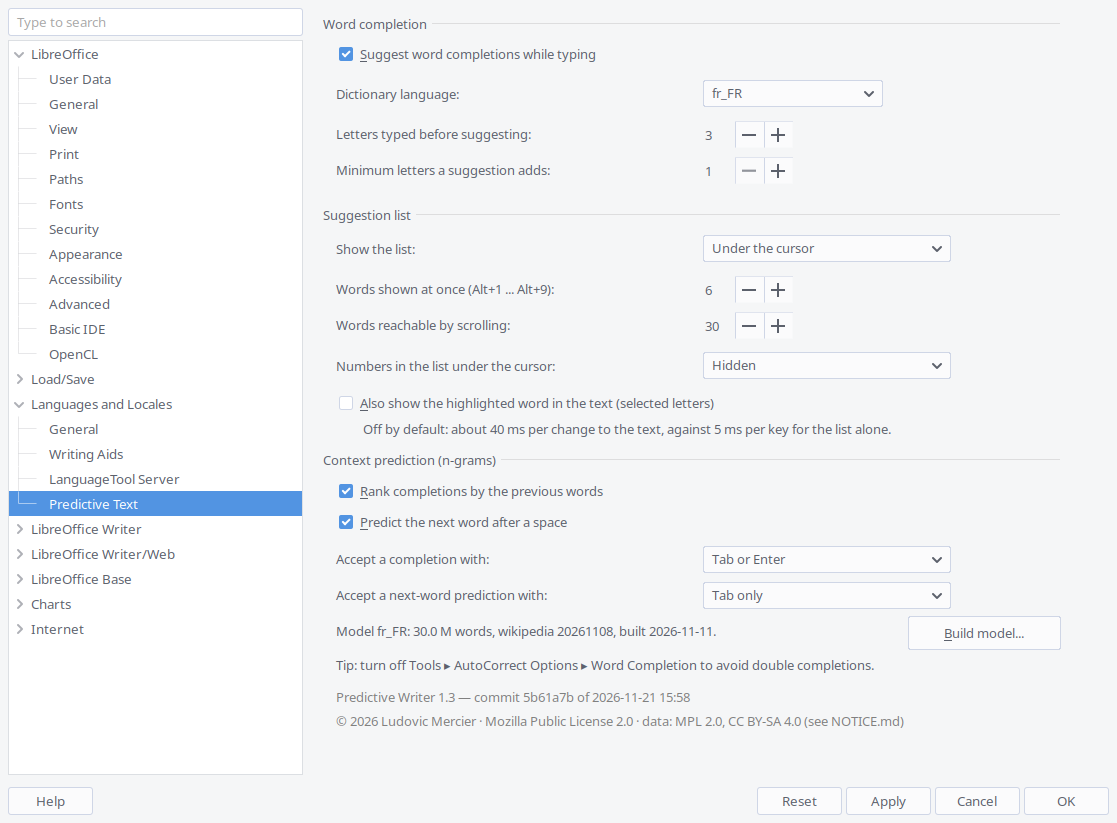 Type to search
LibreOffice
User Data
General
View
Print
Paths
Fonts
Security
Appearance
Accessibility
Advanced
Basic IDE
OpenCL
Load/Save
Languages and Locales
General
Writing Aids
LanguageTool Server
Predictive Text
LibreOffice Writer
LibreOffice Writer/Web
LibreOffice Base
Charts
Internet
Word completion
Suggest word completions while typing
Dictionary language: fr_FR
Letters typed before suggesting: 3
Minimum letters a suggestion adds: 1
Suggestion list
Show the list: Under the cursor
Words shown at once (Alt+1 ... Alt+9): 6
Words reachable by scrolling: 30
Numbers in the list under the cursor: Hidden
Also show the highlighted word in the text (selected letters)
Off by default: about 40 ms per change to the text, against 5 ms per key for the list alone.
Context prediction (n-grams)
Rank completions by the previous words
Predict the next word after a space
Accept a completion with: Tab or Enter
Accept a next-word prediction with: Tab only
Model fr_FR: 30.0 M words, wikipedia 20261108, built 2026-11-11. Build model...
Tip: turn off Tools ▸ AutoCorrect Options ▸ Word Completion to avoid double completions.
Predictive Writer 1.3 — commit 5b61a7b of 2026-11-21 15:58
© 2026 Ludovic Mercier · Mozilla Public License 2.0 · data: MPL 2.0, CC BY-SA 4.0 (see NOTICE.md)
Help Reset Apply Cancel OK